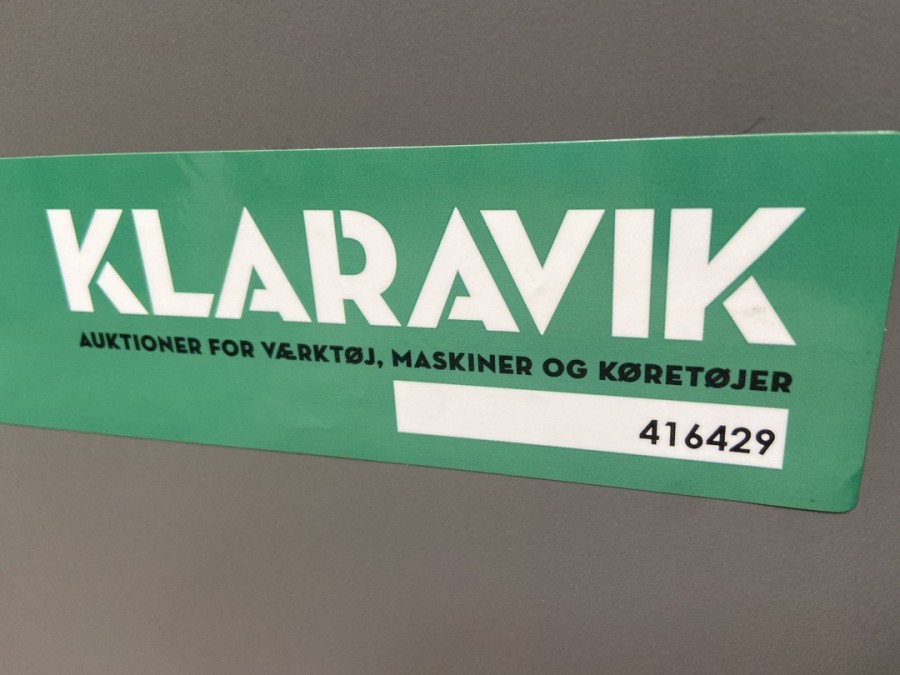 KLARAVIK
AUKTIONER FOR VÆRKTØJ, MASKINER OG KØRETØJER
416429